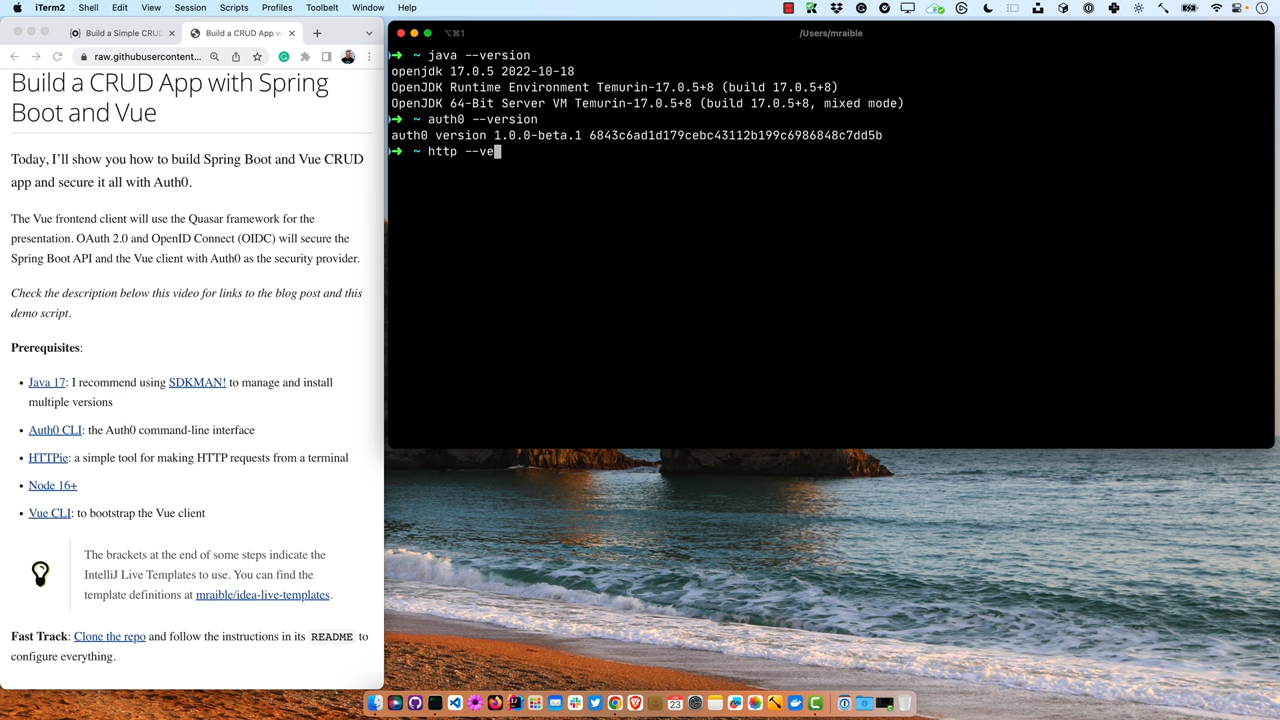 iTerm2 Shell Edit View Session Scripts Profiles Toolbelt Window Help
Build a Simple CRUD
Build a CRUD App w
raw.githubusercontent...
Build a CRUD App with Spring
Boot and Vue
Today, I’ll show you how to build Spring Boot and Vue CRUD
app and secure it all with Auth0.
The Vue frontend client will use the Quasar framework for the
presentation. OAuth 2.0 and OpenID Connect (OIDC) will secure the
Spring Boot API and the Vue client with Auth0 as the security provider.
Check the description below this video for links to the blog post and this
demo script.
Prerequisites:
• Java 17: I recommend using SDKMAN! to manage and install
multiple versions
• Auth0 CLI: the Auth0 command-line interface
• HTTPie: a simple tool for making HTTP requests from a terminal
• Node 16+
• Vue CLI: to bootstrap the Vue client
The brackets at the end of some steps indicate the
IntelliJ Live Templates to use. You can find the
template definitions at mraible/idea-live-templates.
Fast Track: Clone the repo and follow the instructions in its README to
configure everything.
⌥⌘1 /Users/mraible
➜ ~ java --version
openjdk 17.0.5 2022-10-18
OpenJDK Runtime Environment Temurin-17.0.5+8 (build 17.0.5+8)
OpenJDK 64-Bit Server VM Temurin-17.0.5+8 (build 17.0.5+8, mixed mode)
➜ ~ auth0 --version
auth0 version 1.0.0-beta.1 6843c6ad1d179cebc43112b199c6986848c7dd5b
➜ ~ http --ve
23